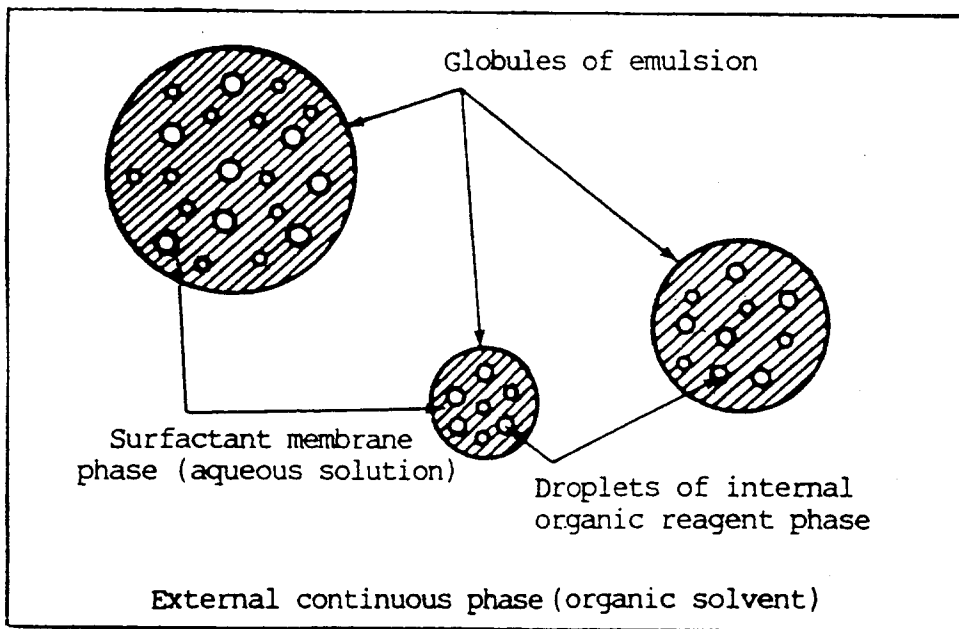 Globules of emulsion
Surfactant membrane
phase (aqueous solution)
Droplets of internal
organic reagent phase
External continuous phase (organic solvent)